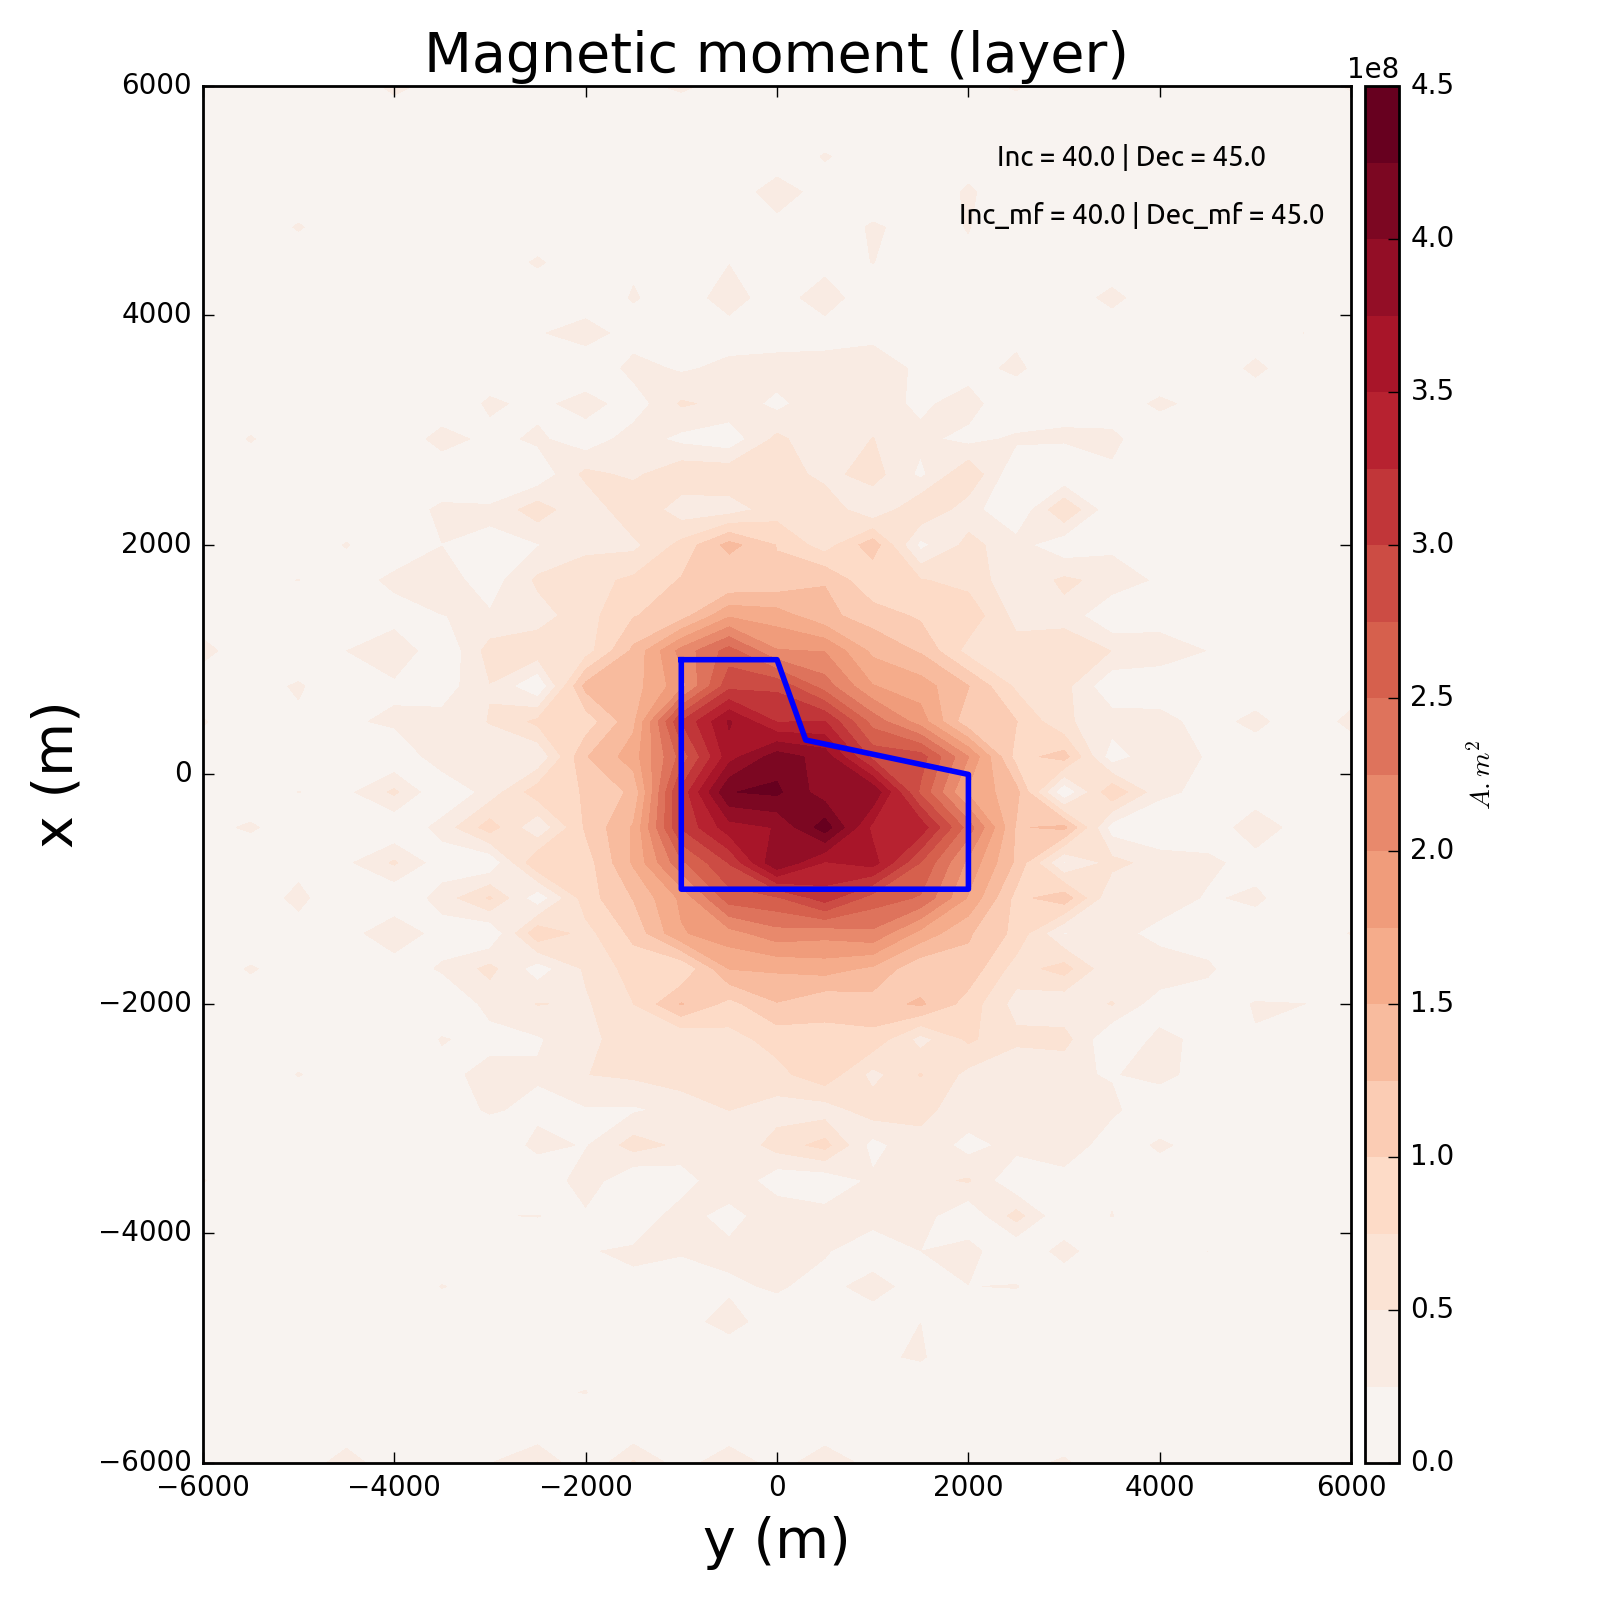 Magnetic moment (layer)
1e8
Inc = 40.0 | Dec = 45.0
Inc_mf = 40.0 | Dec_mf = 45.0
6000
4000
2000
0
−2000
−4000
−6000
x (m)
−6000 −4000 −2000 0 2000 4000 6000
y (m)
4.5
4.0
3.5
3.0
2.5
2.0
1.5
1.0
0.5
0.0
A.m²